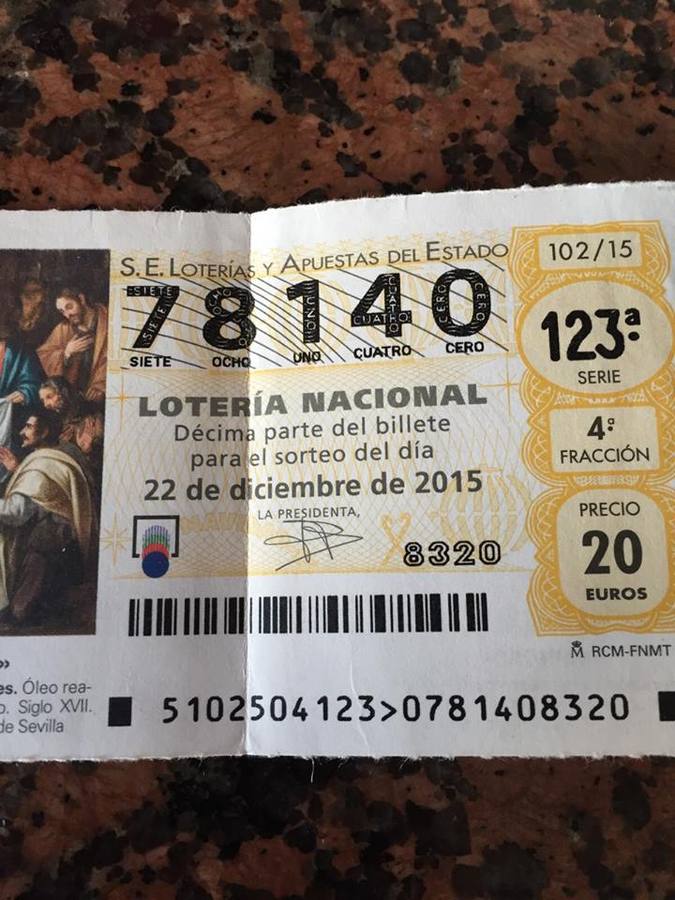 S.E. LOTERÍAS Y APUESTAS DEL ESTADO
102/15
78140
SIETE OCHO UNO CUATRO CERO
SIETE OCHO UNO CUATRO CERO
123ª
SERIE
LOTERÍA NACIONAL
Décima parte del billete
para el sorteo del día
22 de diciembre de 2015
4ª
FRACCIÓN
LA PRESIDENTA,
8320
PRECIO
20
EUROS
RCM-FNMT
»
es. Óleo rea-
o. Siglo XVII.
de Sevilla
5102504123>0781408320